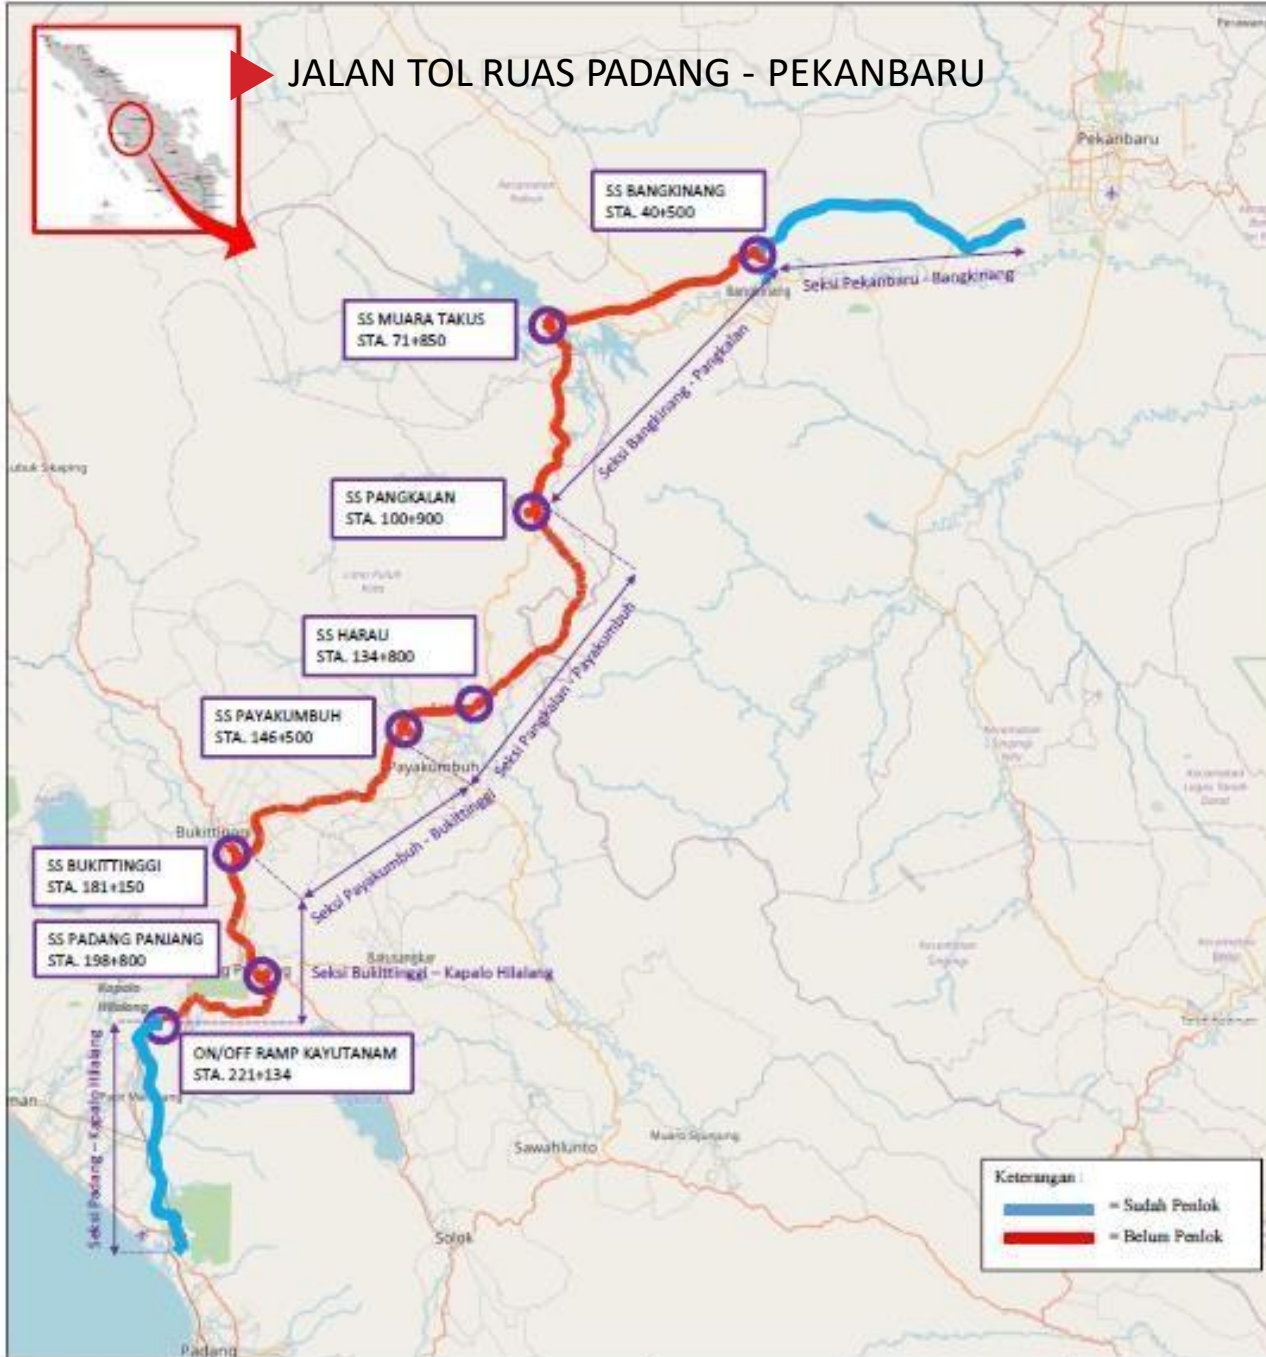 JALAN TOL RUAS PADANG - PEKANBARU
Pekanbaru
SS BANGKINANG
STA. 40+500
Bangkinang
Seksi Pekanbaru - Bangkinang
SS MUARA TAKUS
STA. 71+850
Seksi Bangkinang - Pangkalan
SS PANGKALAN
STA. 100+900
SS HARAU
STA. 134+800
Seksi Pangkalan - Payakumbuh
SS PAYAKUMBUH
STA. 146+500
Payakumbuh
Seksi Payakumbuh - Bukittinggi
SS BUKITTINGGI
STA. 181+150
SS PADANG PANJANG
STA. 198+800
Batusangkar
Seksi Bukittinggi – Kapalo Hilalang
Kapalo
Hilalang
ON/OFF RAMP KAYUTANAM
STA. 221+134
Seksi Padang – Kapalo Hilalang
Sawahlunto
Muaro Sijunjung
Solok
Padang
Keterangan :
= Sudah Penlok
= Belum Penlok